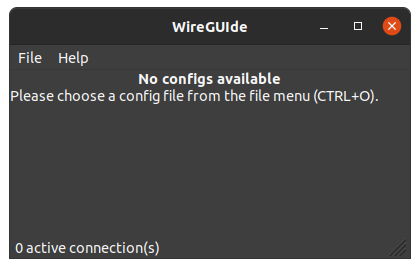 WireGUIde
File Help
No configs available
Please choose a config file from the file menu (CTRL+O).
0 active connection(s)